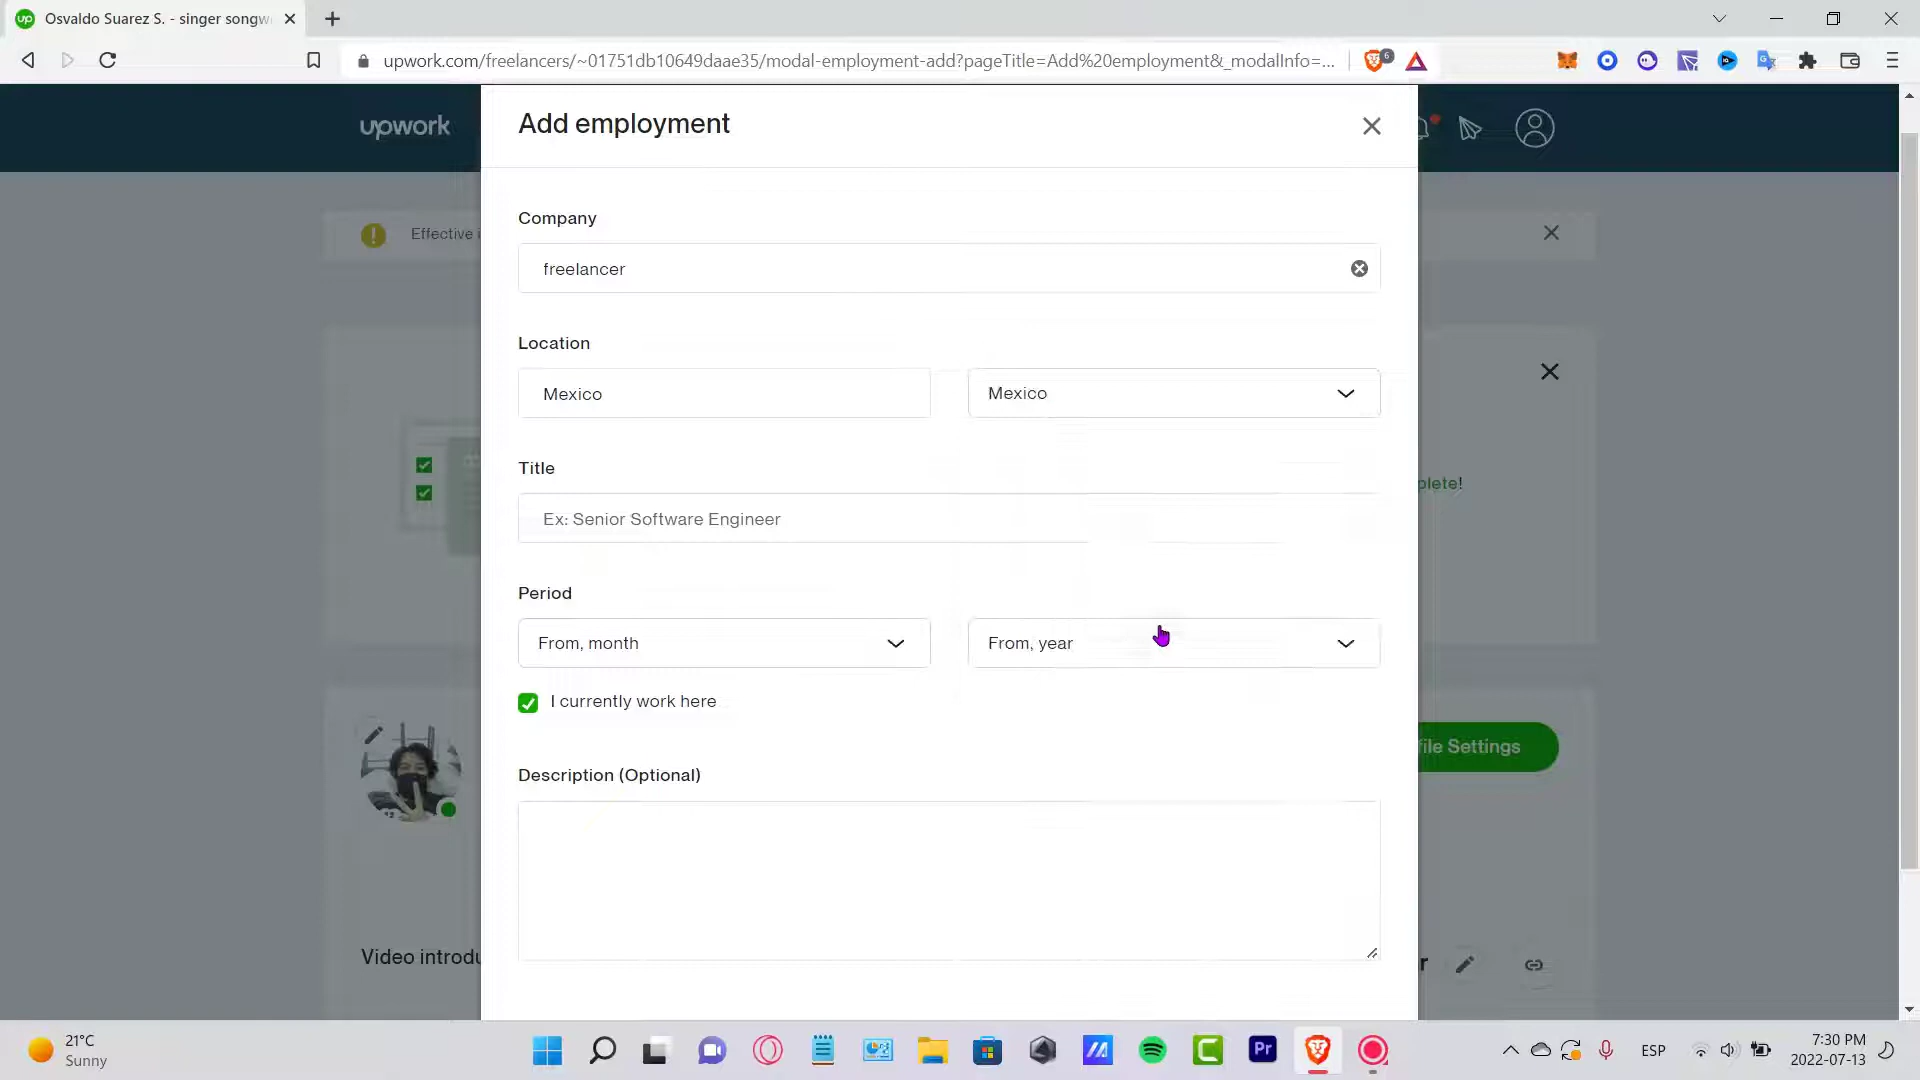 Osvaldo Suarez S. - singer songw
upwork.com/freelancers/~01751db10649daae35/modal-employment-add?pageTitle=Add%20employment&_modalInfo=...
6
upwork
Add employment
Effective i
Company
freelancer
Location
Mexico
Mexico
Title
Ex: Senior Software Engineer
plete!
Period
From, month
From, year
I currently work here
file Settings
Description (Optional)
Video introdu
r
21°C
Sunny
Pr
ESP
7:30 PM
2022-07-13